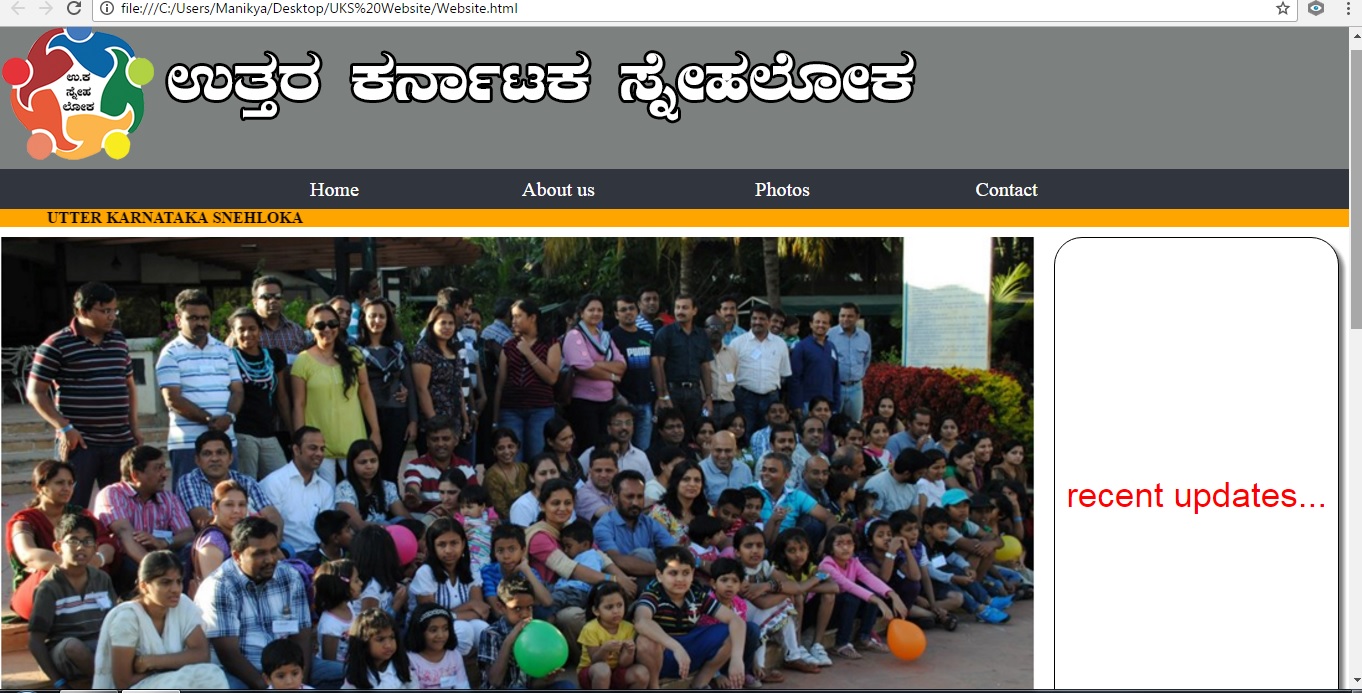 file:///C:/Users/Manikya/Desktop/UKS%20Website/Website.html
ಉ.ಕ
ಸ್ನೇಹ
ಲೋಕ
ಉತ್ತರ ಕರ್ನಾಟಕ ಸ್ನೇಹಲೋಕ
Home About us Photos Contact
UTTER KARNATAKA SNEHLOKA
PUMA
recent updates...